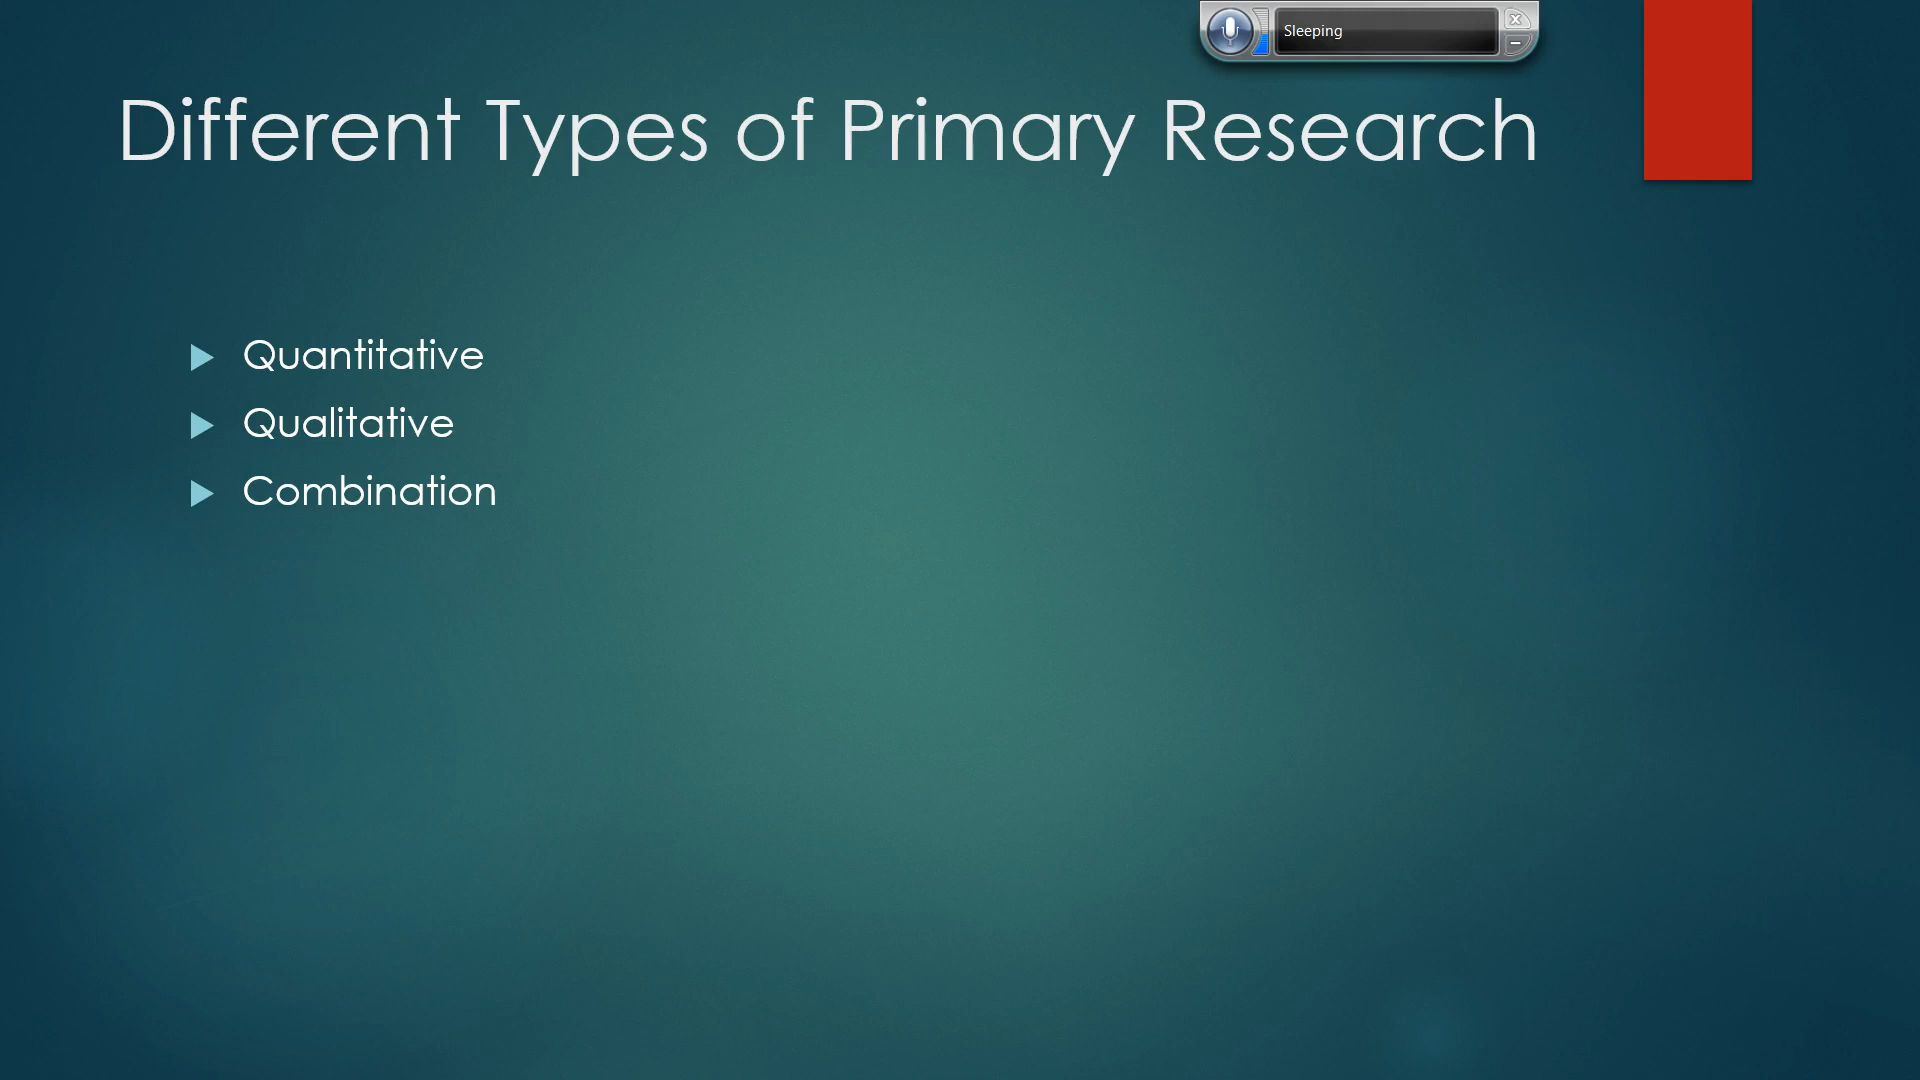 Sleeping
Different Types of Primary Research
Quantitative
Qualitative
Combination